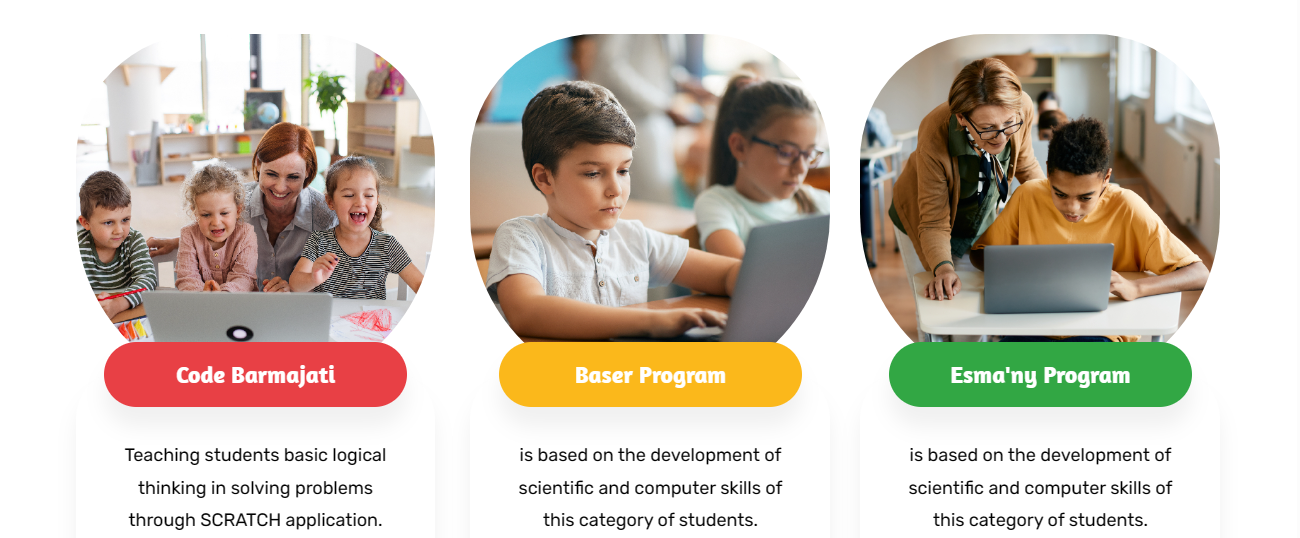 Code Barmajati
Teaching students basic logical
thinking in solving problems
through SCRATCH application.
Baser Program
is based on the development of
scientific and computer skills of
this category of students.
Esma'ny Program
is based on the development of
scientific and computer skills of
this category of students.